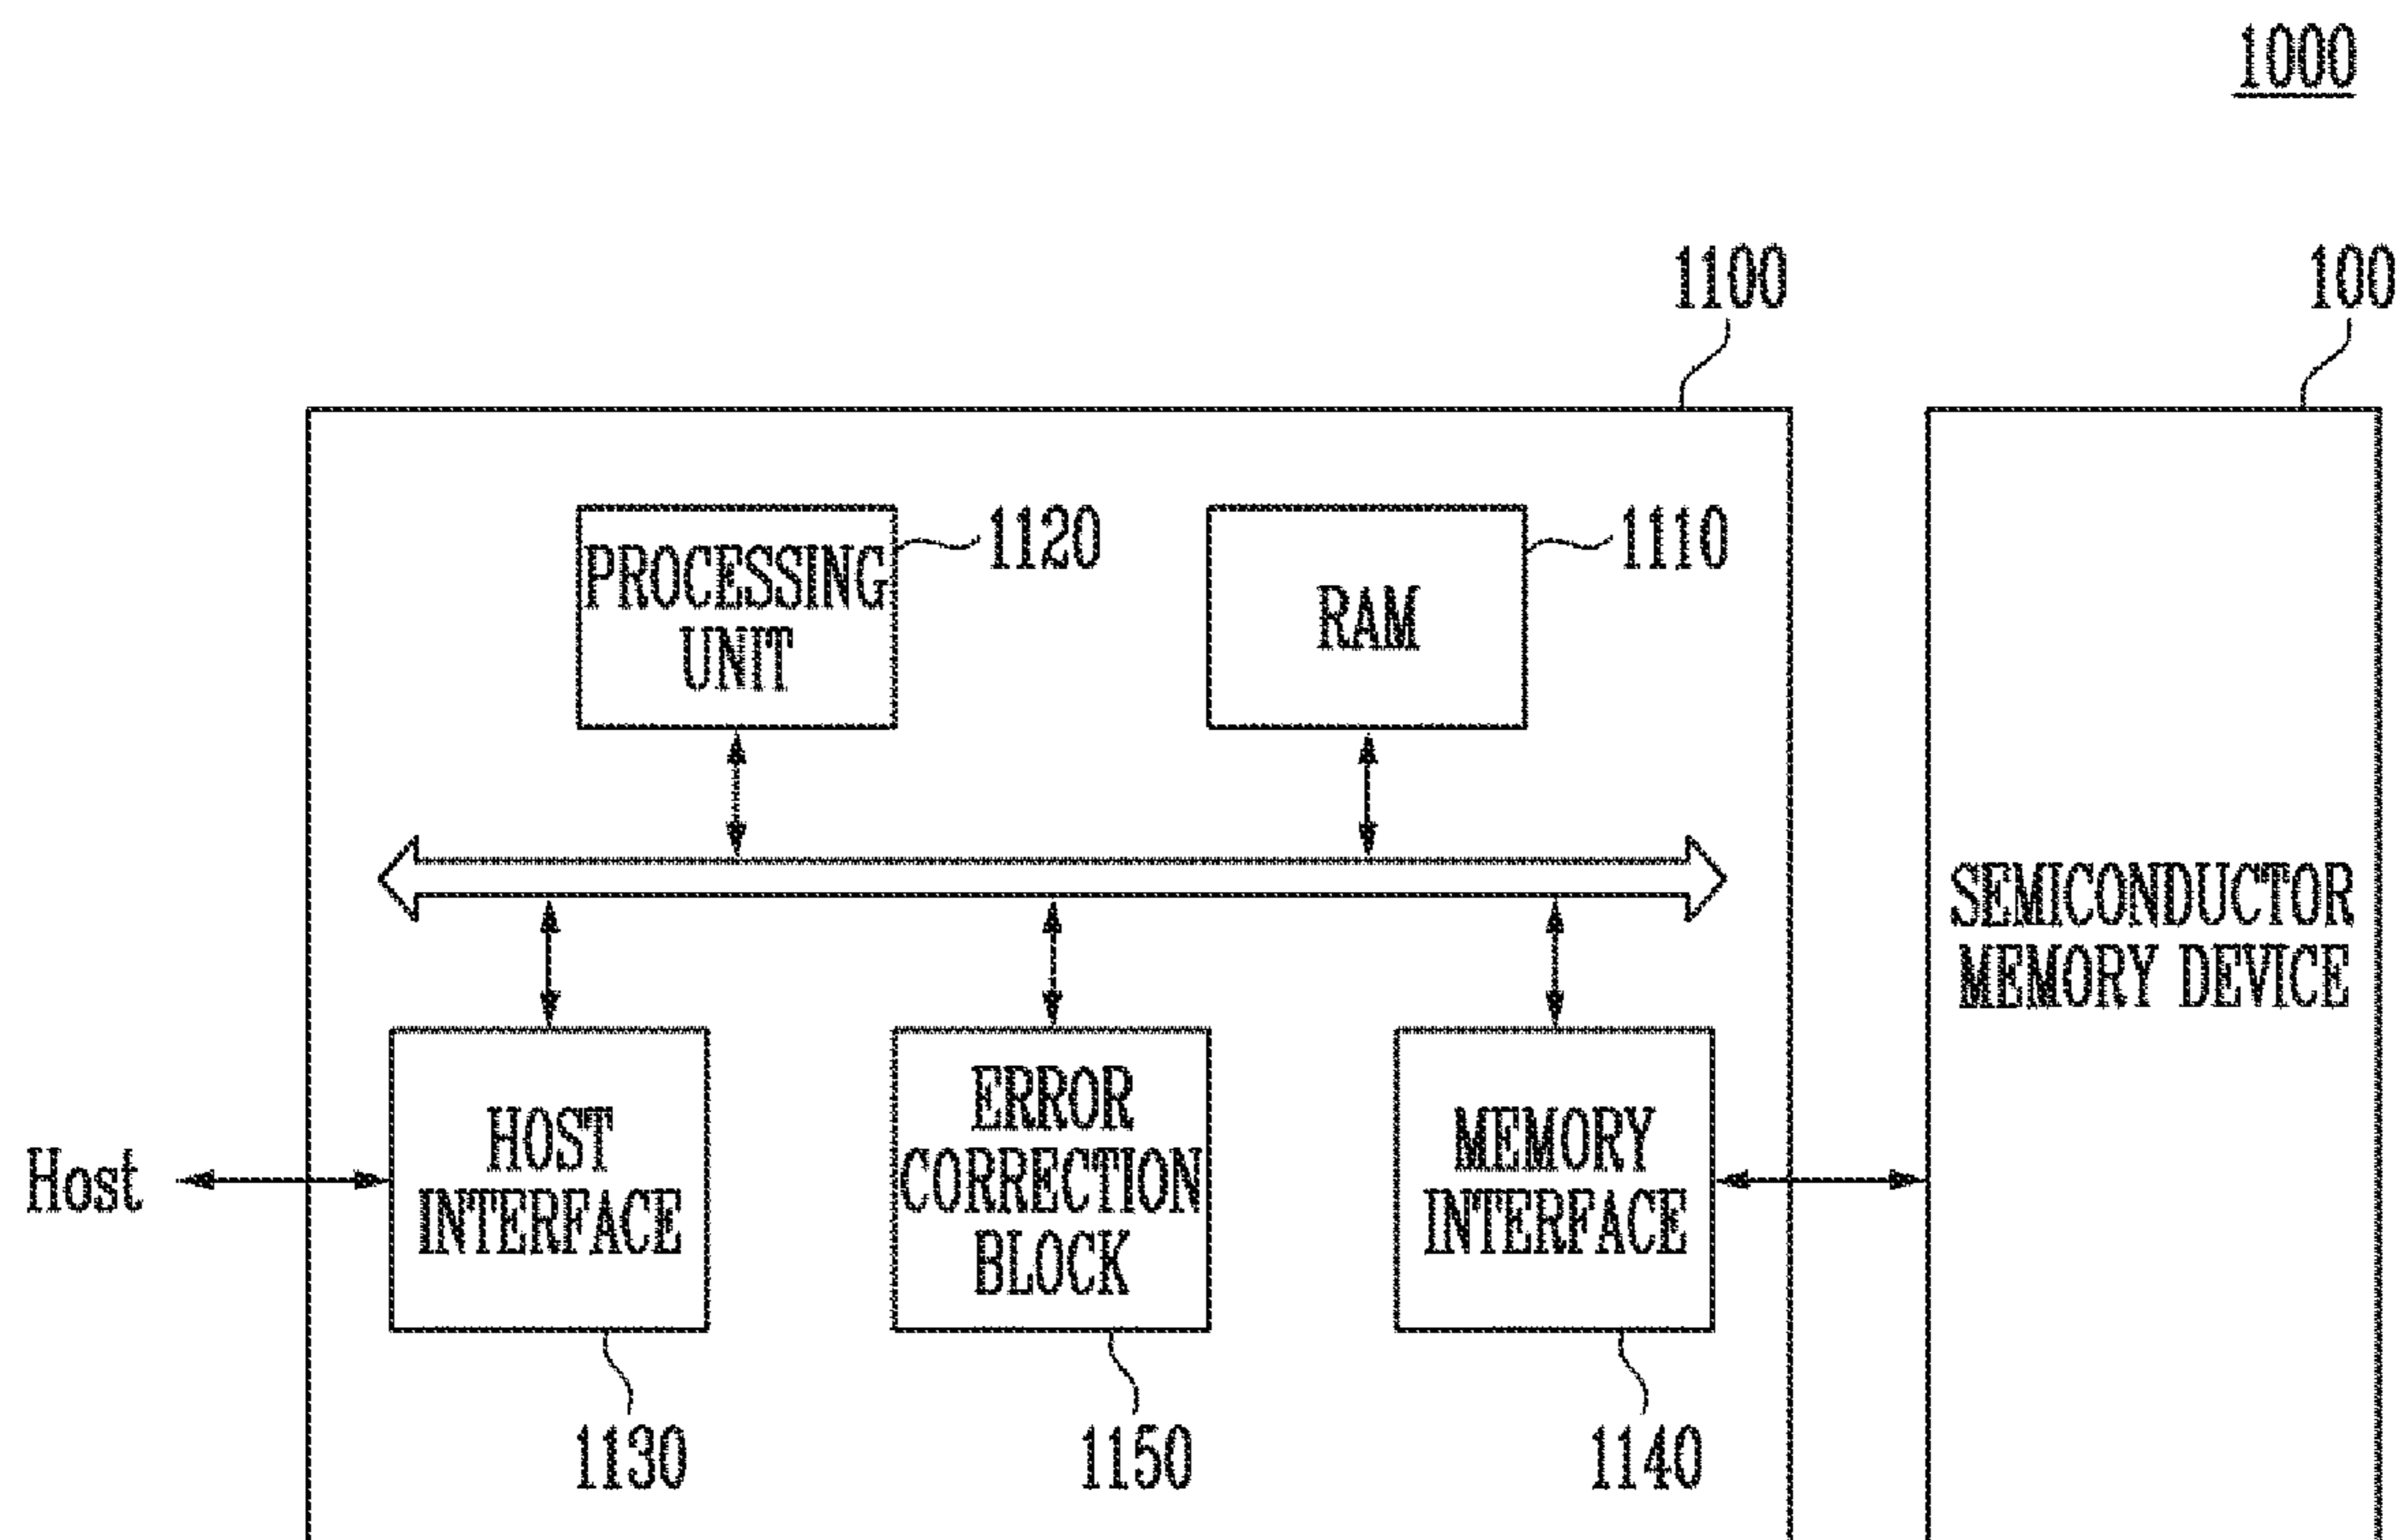 1000
1100
100
PROCESSING
UNIT
1120
RAM
1110
SEMICONDUCTOR
MEMORY DEVICE
Host
HOST
INTERFACE
ERROR
CORRECTION
BLOCK
MEMORY
INTERFACE
1130
1150
1140